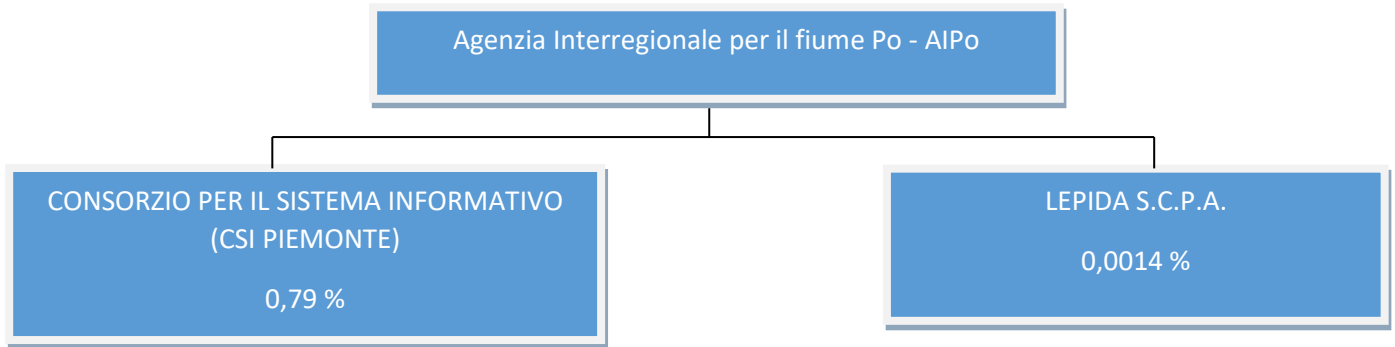 Agenzia Interregionale per il fiume Po - AIPo
CONSORZIO PER IL SISTEMA INFORMATIVO
(CSI PIEMONTE)
0,79 %
LEPIDA S.C.P.A.
0,0014 %